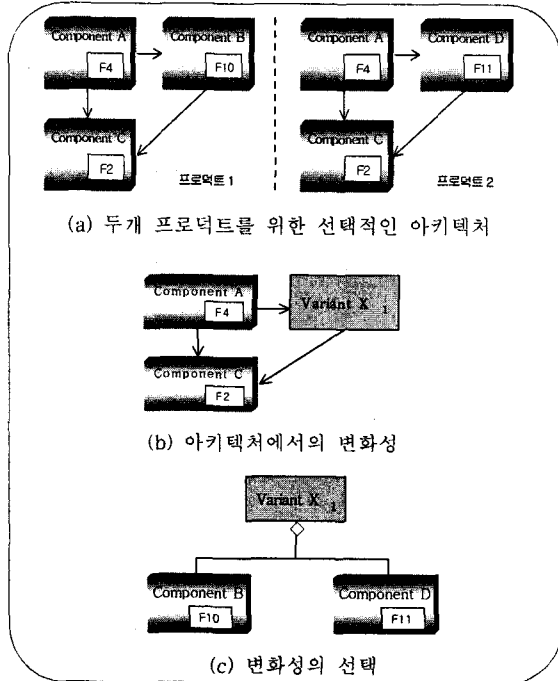 Component A
F4
Component B
F10
Component C
F2
프로덕트 1
Component A
F4
Component D
F11
Component C
F2
프로덕트 2
(a) 두개 프로덕트를 위한 선택적인 아키텍처
Component A
F4
Variant X 1
Component C
F2
(b) 아키텍처에서의 변화성
Variant X 1
Component B
F10
Component D
F11
(c) 변화성의 선택